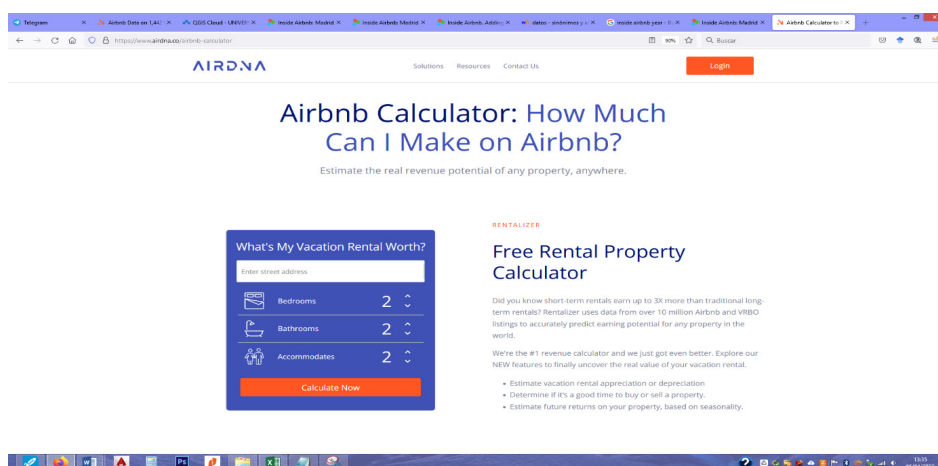 Telegram
Airbnb Data on 1,442
QGIS Cloud - UNIVER
Inside Airbnb: Madrid
Inside Airbnb: Madrid
Inside Airbnb. Adding
datos - sinónimos y
inside airbnb year - B
Inside Airbnb: Madrid
Airbnb Calculator to
https://www.airdna.co/airbnb-calculator
90%
Buscar
AIRDNA
Solutions Resources Contact Us
Login
Airbnb Calculator: How Much
Can I Make on Airbnb?
Estimate the real revenue potential of any property, anywhere.
What's My Vacation Rental Worth?
Enter street address
Bedrooms 2
Bathrooms 2
Accommodates 2
Calculate Now
RENTALIZER
Free Rental Property
Calculator
Did you know short-term rentals earn up to 3X more than traditional long-
term rentals? Rentalizer uses data from over 10 million Airbnb and VRBO
listings to accurately predict earning potential for any property in the
world.
We're the #1 revenue calculator and we just got even better. Explore our
NEW features to finally uncover the real value of your vacation rental.
• Estimate vacation rental appreciation or depreciation
• Determine if it's a good time to buy or sell a property.
• Estimate future returns on your property, based on seasonality.
Ps
13:35